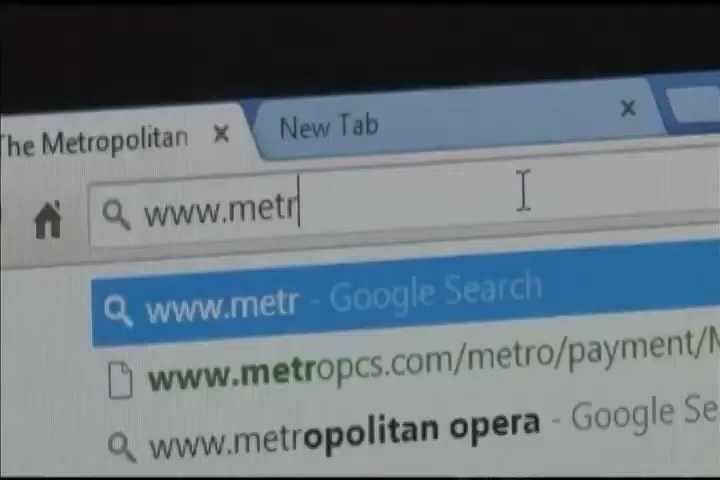 The Metropolitan
New Tab
www.metr
www.metr - Google Search
www.metropcs.com/metro/payment/
www.metropolitan opera - Google Se